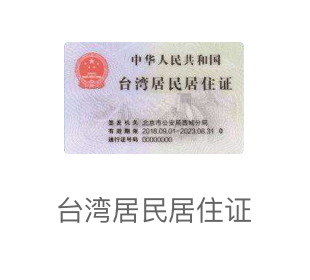 中华人民共和国
台湾居民居住证
签发机关 北京市公安局西城分局
有效期限 2018.09.01-2023.08.31 0
通行证号码 00000000
台湾居民居住证